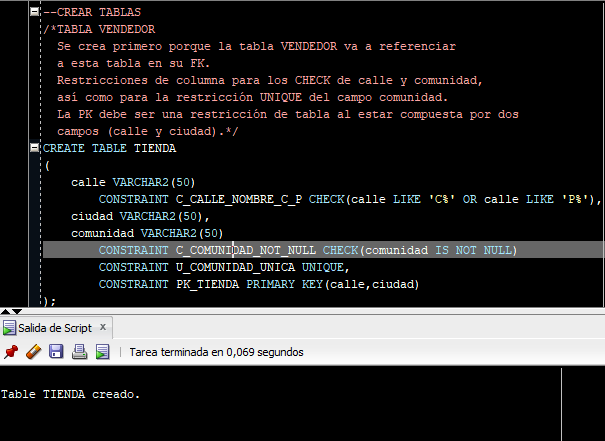 --CREAR TABLAS
/*TABLA VENDEDOR
Se crea primero porque la tabla VENDEDOR va a referenciar
a esta tabla en su FK.
Restricciones de columna para los CHECK de calle y comunidad,
así como para la restricción UNIQUE del campo comunidad.
La PK debe ser una restricción de tabla al estar compuesta por dos
campos (calle y ciudad).*/
CREATE TABLE TIENDA
(
calle VARCHAR2(50)
CONSTRAINT C_CALLE_NOMBRE_C_P CHECK(calle LIKE 'C%' OR calle LIKE 'P%'),
ciudad VARCHAR2(50),
comunidad VARCHAR2(50)
CONSTRAINT C_COMUNIDAD_NOT_NULL CHECK(comunidad IS NOT NULL)
CONSTRAINT U_COMUNIDAD_UNICA UNIQUE,
CONSTRAINT PK_TIENDA PRIMARY KEY(calle,ciudad)
);
Salida de Script x
Tarea terminada en 0,069 segundos
Table TIENDA creado.